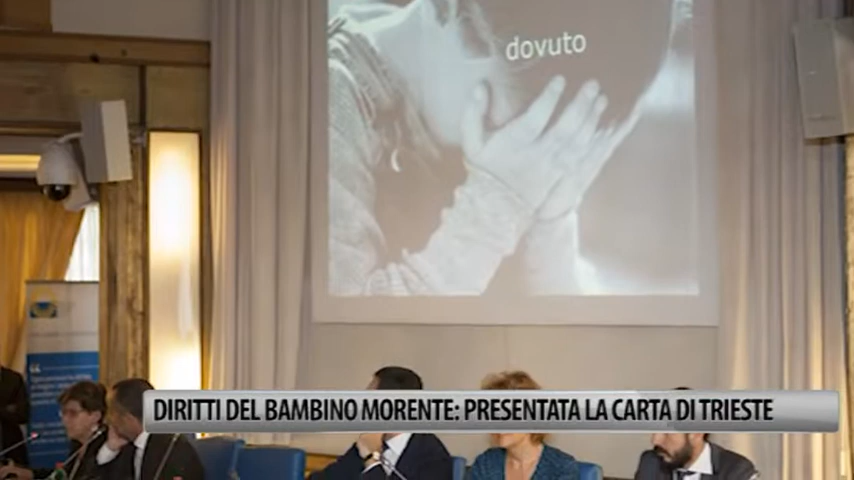 dovuto
DIRITTI DEL BAMBINO MORENTE: PRESENTATA LA CARTA DI TRIESTE